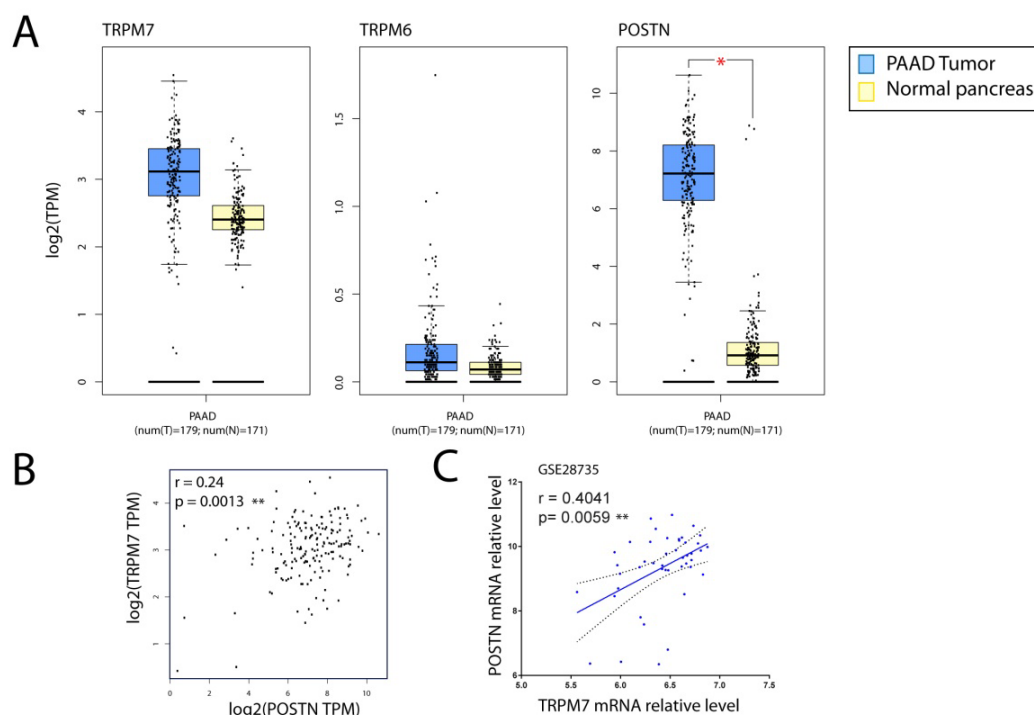 A
TRPM7
TRPM6
POSTN
PAAD Tumor
Normal pancreas
*
log2(TPM)
4
3
2
1
0
1.5
1.0
0.5
0.0
10
8
6
4
2
0
PAAD
(num(T)=179; num(N)=171)
PAAD
(num(T)=179; num(N)=171)
PAAD
(num(T)=179; num(N)=171)
B
r = 0.24
p = 0.0013 **
log2(TRPM7 TPM)
4
3
2
1
0 2 4 6 8 10
log2(POSTN TPM)
C
GSE28735
r = 0.4041
p= 0.0059 **
POSTN mRNA relative level
12
10
8
6
5.0 5.5 6.0 6.5 7.0 7.5
TRPM7 mRNA relative level